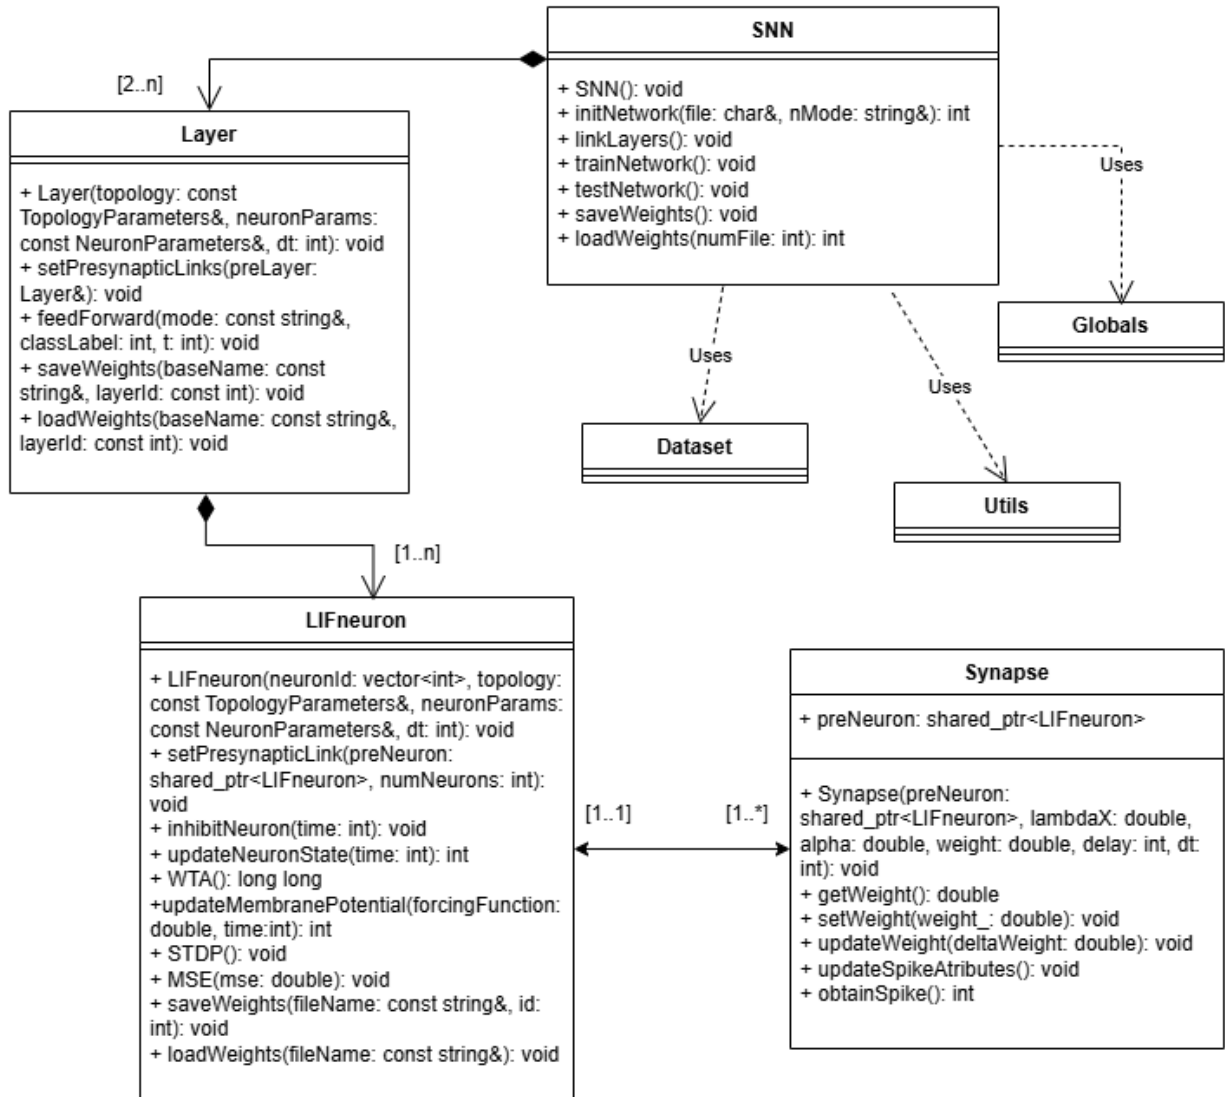 SNN
+ SNN(): void
+ initNetwork(file: char&, nMode: string&): int
+ linkLayers(): void
+ trainNetwork(): void
+ testNetwork(): void
+ saveWeights(): void
+ loadWeights(numFile: int): int
[2..n]
Layer
+ Layer(topology: const
TopologyParameters&, neuronParams:
const NeuronParameters&, dt: int): void
+ setPresynapticLinks(preLayer:
Layer&): void
+ feedForward(mode: const string&,
classLabel: int, t: int): void
+ saveWeights(baseName: const
string&, layerId: const int): void
+ loadWeights(baseName: const string&,
layerId: const int): void
Uses
Globals
Uses
Dataset
Uses
Utils
[1..n]
LIFneuron
+ LIFneuron(neuronId: vector<int>, topology:
const TopologyParameters&, neuronParams:
const NeuronParameters&, dt: int): void
+ setPresynapticLink(preNeuron:
shared_ptr<LIFneuron>, numNeurons: int):
void
+ inhibitNeuron(time: int): void
+ updateNeuronState(time: int): int
+ WTA(): long long
+updateMembranePotential(forcingFunction:
double, time:int): int
+ STDP(): void
+ MSE(mse: double): void
+ saveWeights(fileName: const string&, id:
int): void
+ loadWeights(fileName: const string&): void
[1..1]
[1..*]
Synapse
+ preNeuron: shared_ptr<LIFneuron>
+ Synapse(preNeuron:
shared_ptr<LIFneuron>, lambdaX: double,
alpha: double, weight: double, delay: int, dt:
int): void
+ getWeight(): double
+ setWeight(weight_: double): void
+ updateWeight(deltaWeight: double): void
+ updateSpikeAtributes(): void
+ obtainSpike(): int